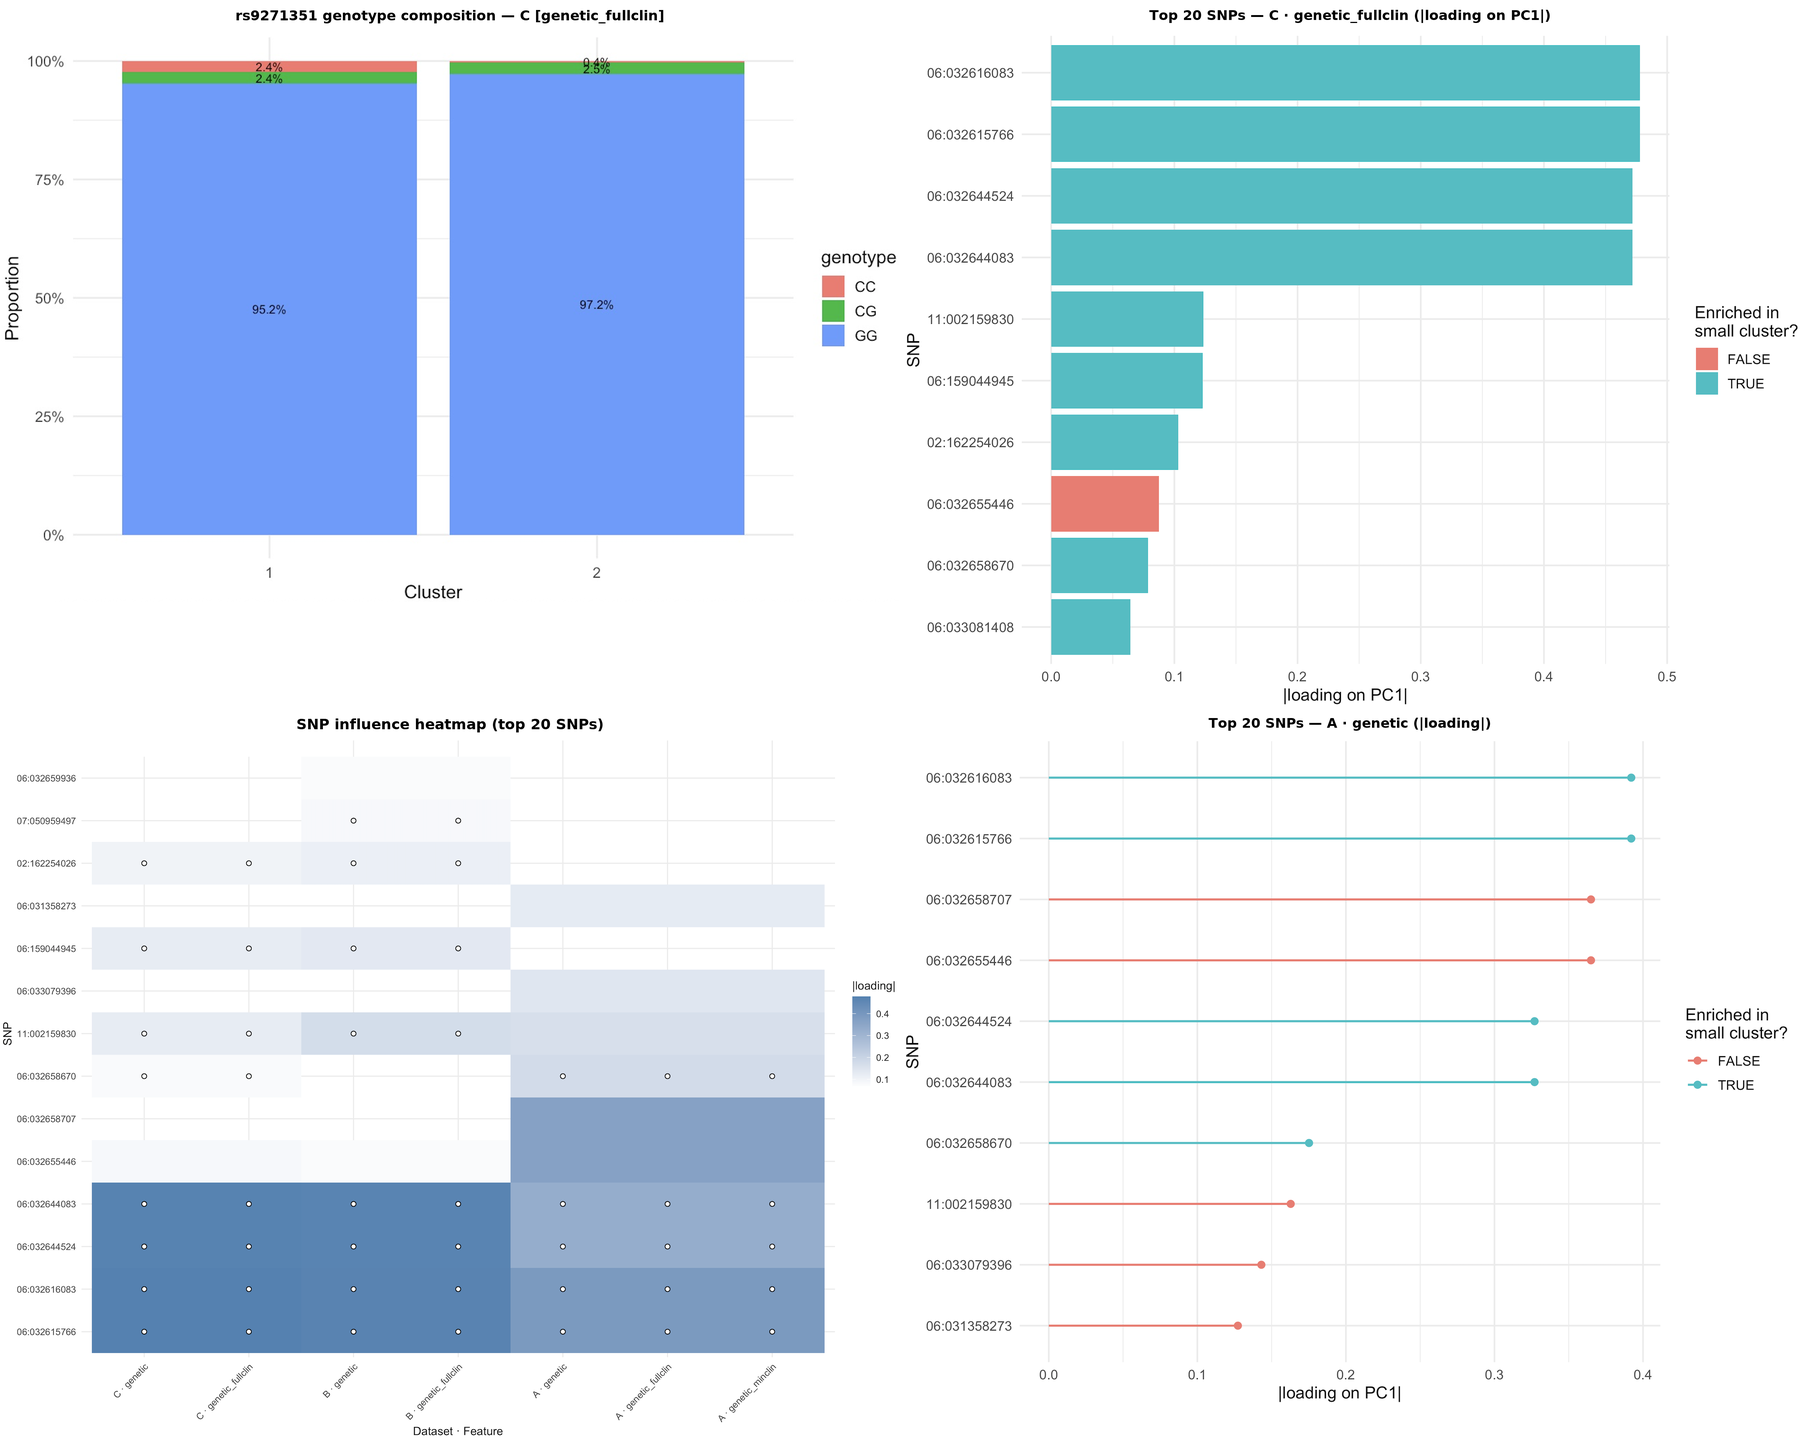 rs9271351 genotype composition — C [genetic_fullclin]
100%
75%
50%
25%
0%
Proportion
2.4%
2.4%
95.2%
0.4%
2.5%
97.2%
1
2
Cluster
genotype
CC
CG
GG
Top 20 SNPs — C · genetic_fullclin (|loading on PC1|)
06:032616083
06:032615766
06:032644524
06:032644083
11:002159830
06:159044945
02:162254026
06:032655446
06:032658670
06:033081408
SNP
0.0
0.1
0.2
0.3
0.4
0.5
|loading on PC1|
Enriched in
small cluster?
FALSE
TRUE
SNP influence heatmap (top 20 SNPs)
06:032659936
07:050959497
02:162254026
06:031358273
06:159044945
06:033079396
11:002159830
06:032658670
06:032658707
06:032655446
06:032644083
06:032644524
06:032616083
06:032615766
SNP
C · genetic
C · genetic_fullclin
B · genetic
B · genetic_fullclin
A · genetic
A · genetic_fullclin
A · genetic_minclin
Dataset · Feature
|loading|
0.4
0.3
0.2
0.1
Top 20 SNPs — A · genetic (|loading|)
06:032616083
06:032615766
06:032658707
06:032655446
06:032644524
06:032644083
06:032658670
11:002159830
06:033079396
06:031358273
SNP
0.0
0.1
0.2
0.3
0.4
|loading on PC1|
Enriched in
small cluster?
FALSE
TRUE